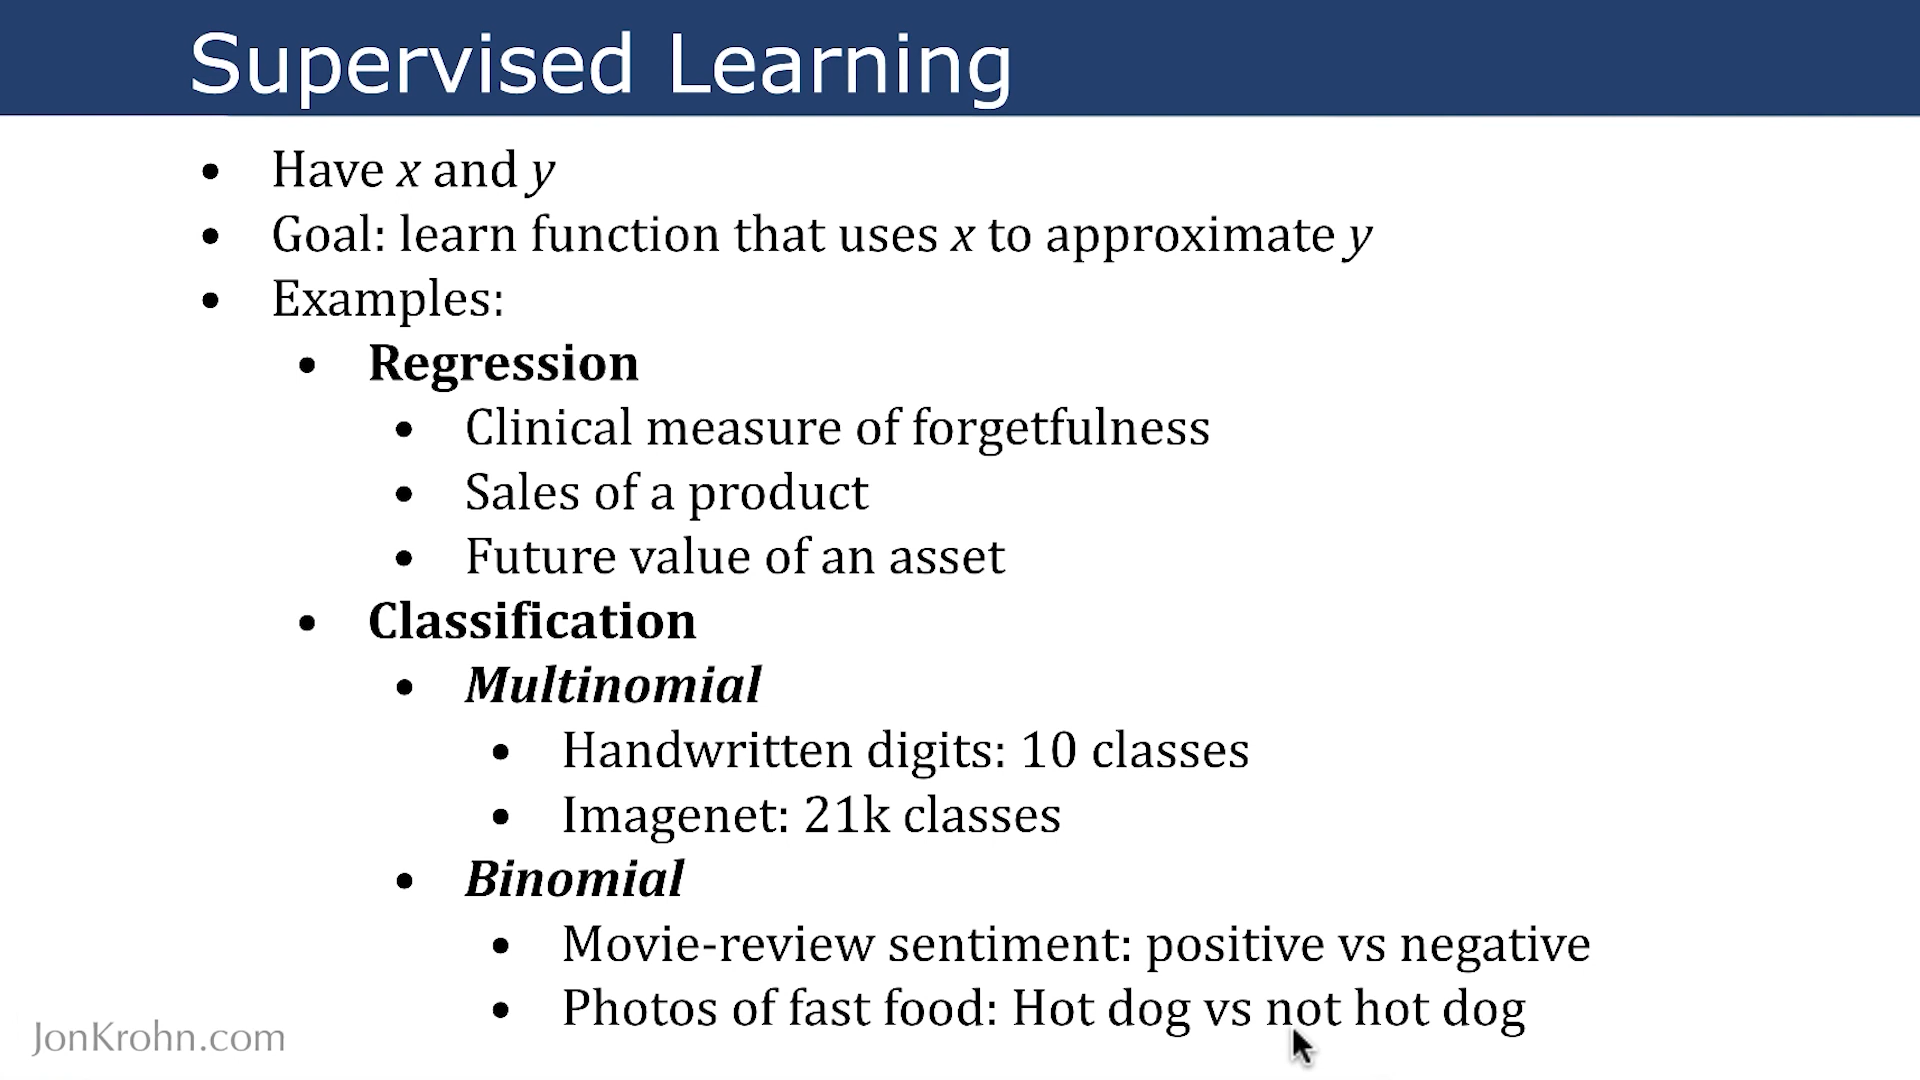 Supervised Learning
• Have x and y
• Goal: learn function that uses x to approximate y
• Examples:
• Regression
• Clinical measure of forgetfulness
• Sales of a product
• Future value of an asset
• Classification
• Multinomial
• Handwritten digits: 10 classes
• Imagenet: 21k classes
• Binomial
• Movie-review sentiment: positive vs negative
• Photos of fast food: Hot dog vs not hot dog
JonKrohn.com